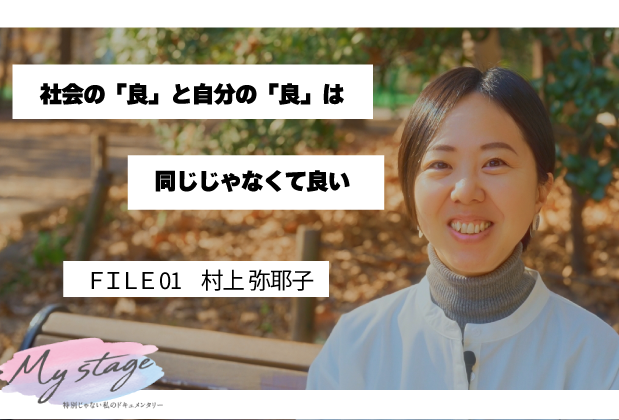 社会の「良」と自分の「良」は
同じじゃなくて良い
ＦＩＬＥ01 村上 弥耶子
My stage
特別じゃない私のドキュメンタリー